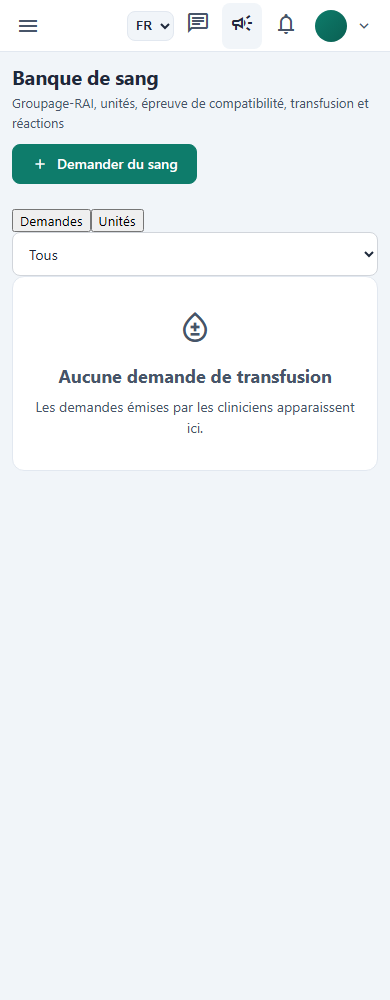 FR
Banque de sang
Groupage-RAI, unités, épreuve de compatibilité, transfusion et
réactions
+ Demander du sang
Demandes
Unités
Tous
Aucune demande de transfusion
Les demandes émises par les cliniciens apparaissent
ici.